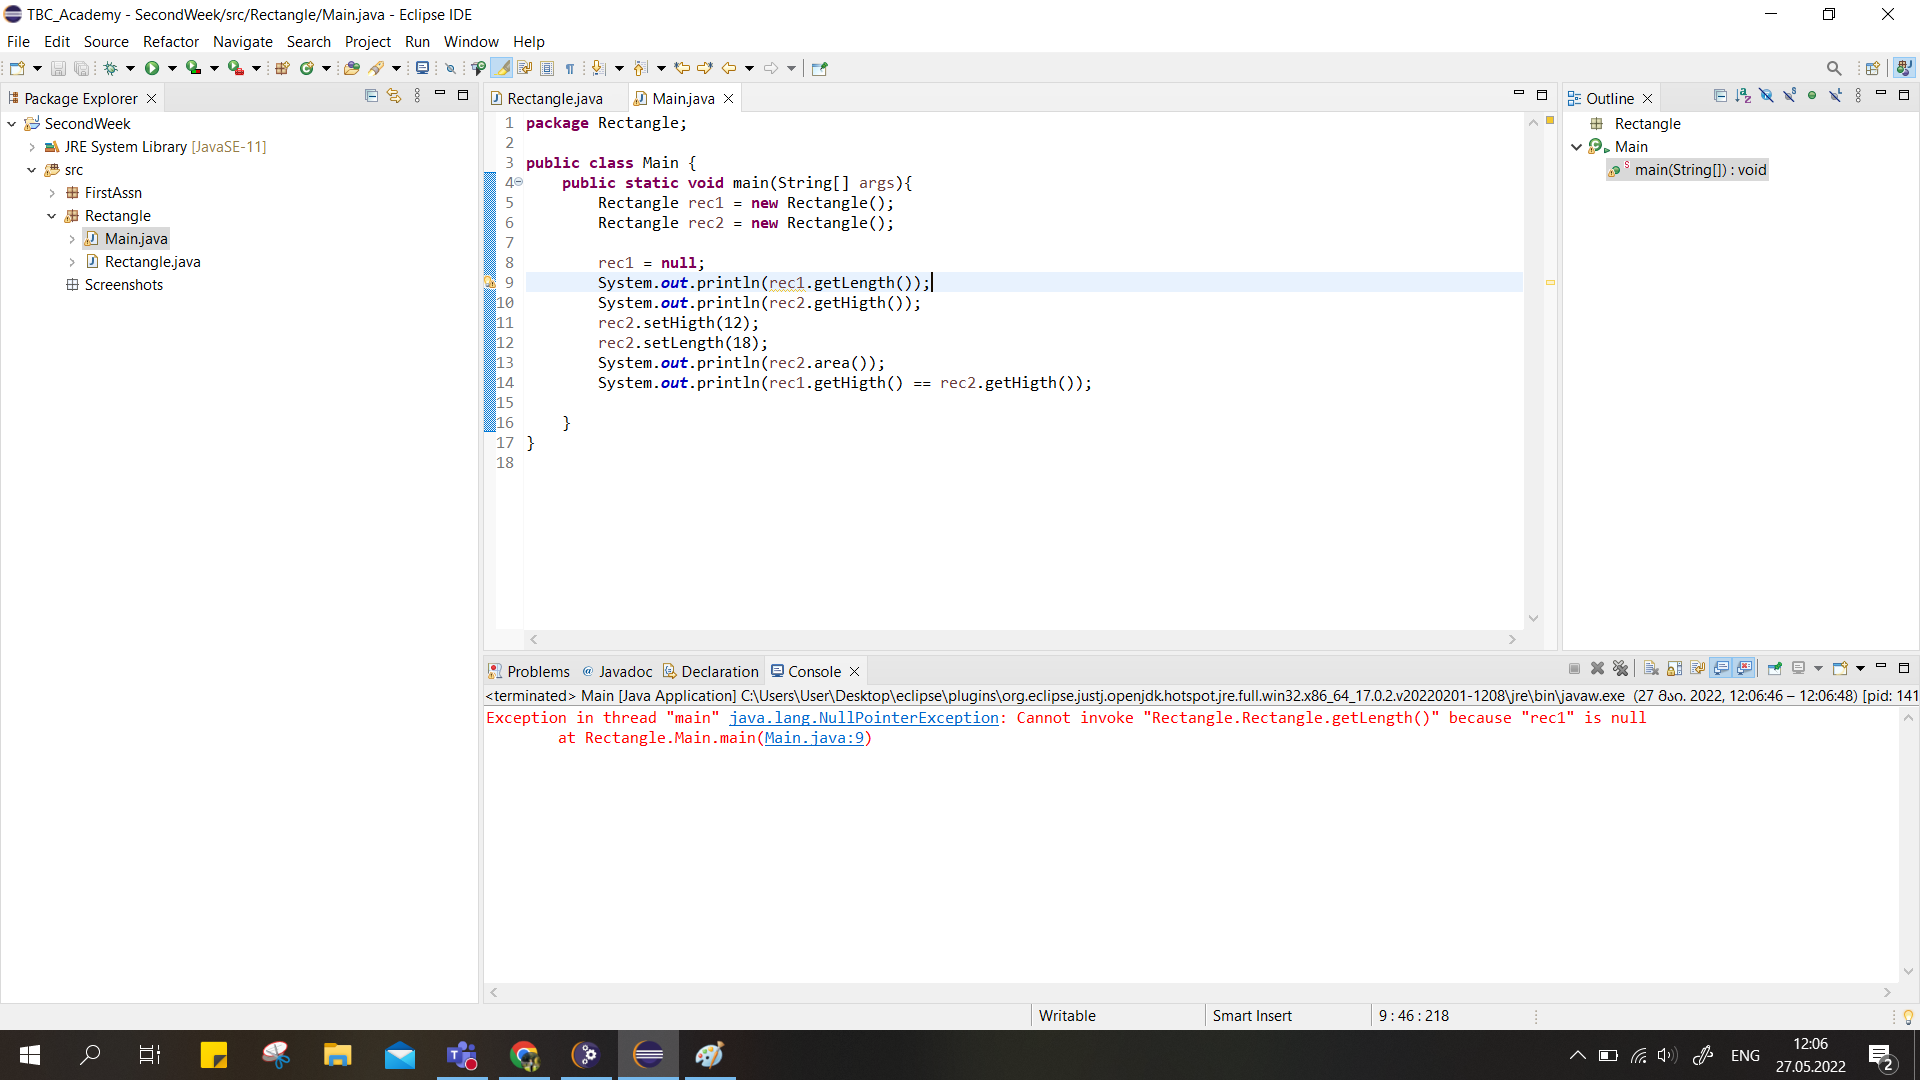 TBC_Academy - SecondWeek/src/Rectangle/Main.java - Eclipse IDE
File Edit Source Refactor Navigate Search Project Run Window Help
Package Explorer
SecondWeek
JRE System Library [JavaSE-11]
src
FirstAssn
Rectangle
Main.java
Rectangle.java
Screenshots
Rectangle.java Main.java
1 package Rectangle;
2
3 public class Main {
4 public static void main(String[] args){
5 Rectangle rec1 = new Rectangle();
6 Rectangle rec2 = new Rectangle();
7
8 rec1 = null;
9 System.out.println(rec1.getLength());
10 System.out.println(rec2.getHigth());
11 rec2.setHigth(12);
12 rec2.setLength(18);
13 System.out.println(rec2.area());
14 System.out.println(rec1.getHigth() == rec2.getHigth());
15
16 }
17 }
18
Outline
Rectangle
Main
main(String[]) : void
Problems Javadoc Declaration Console
<terminated> Main [Java Application] C:\Users\User\Desktop\eclipse\plugins\org.eclipse.justj.openjdk.hotspot.jre.full.win32.x86_64_17.0.2.v20220201-1208\jre\bin\javaw.exe (27 მაი. 2022, 12:06:46 – 12:06:48) [pid: 141
Exception in thread "main" java.lang.NullPointerException: Cannot invoke "Rectangle.Rectangle.getLength()" because "rec1" is null
at Rectangle.Main.main(Main.java:9)
Writable Smart Insert 9 : 46 : 218
ENG
12:06
27.05.2022
2